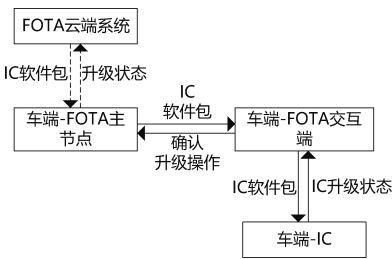 FOTA云端系统
IC软件包
升级状态
IC
软件包
车端-FOTA主
节点
车端-FOTA交互
端
确认
升级操作
IC软件包
IC升级状态
车端-IC